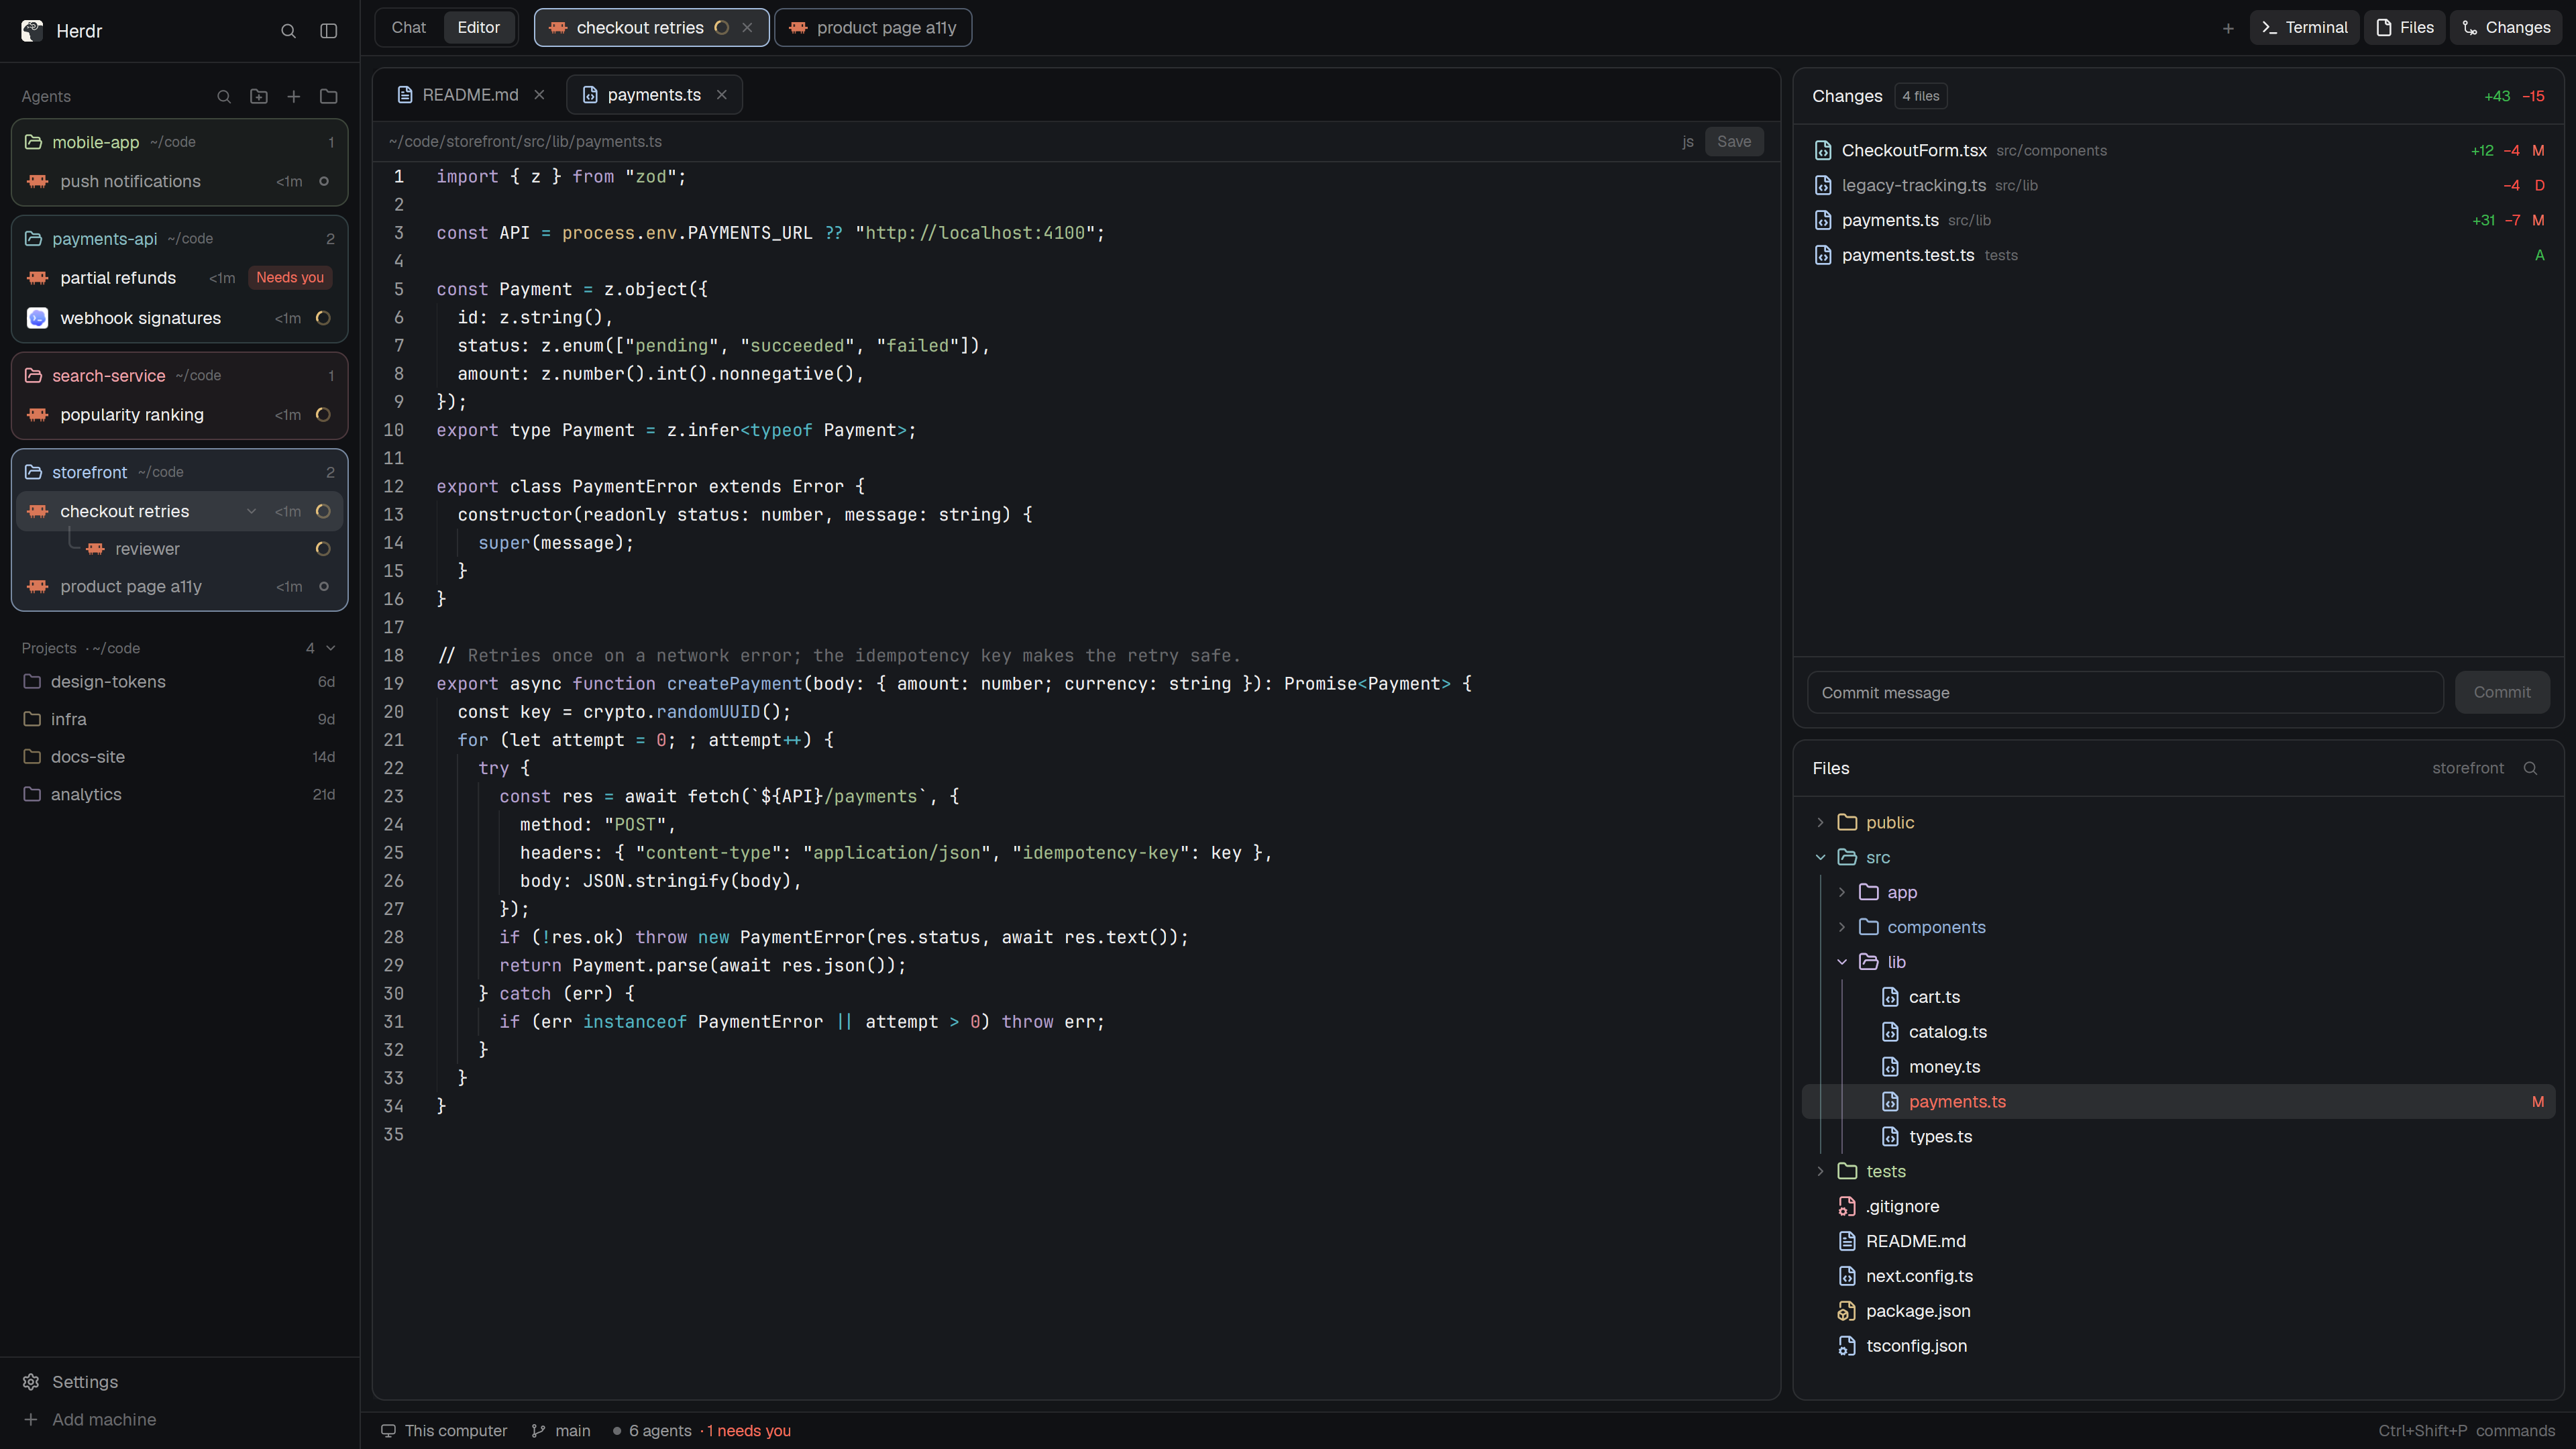 Herdr
Agents
mobile-app ~/code 1
push notifications <1m
payments-api ~/code 2
partial refunds <1m Needs you
webhook signatures <1m
search-service ~/code 1
popularity ranking <1m
storefront ~/code 2
checkout retries <1m
reviewer
product page a11y <1m
Projects · ~/code 4
design-tokens 6d
infra 9d
docs-site 14d
analytics 21d
Settings
Add machine
Chat Editor checkout retries product page a11y
Terminal Files Changes
README.md payments.ts
~/code/storefront/src/lib/payments.ts js Save
1 import { z } from "zod";
2
3 const API = process.env.PAYMENTS_URL ?? "http://localhost:4100";
4
5 const Payment = z.object({
6 id: z.string(),
7 status: z.enum(["pending", "succeeded", "failed"]),
8 amount: z.number().int().nonnegative(),
9 });
10 export type Payment = z.infer<typeof Payment>;
11
12 export class PaymentError extends Error {
13 constructor(readonly status: number, message: string) {
14 super(message);
15 }
16 }
17
18 // Retries once on a network error; the idempotency key makes the retry safe.
19 export async function createPayment(body: { amount: number; currency: string }): Promise<Payment> {
20 const key = crypto.randomUUID();
21 for (let attempt = 0; ; attempt++) {
22 try {
23 const res = await fetch(`${API}/payments`, {
24 method: "POST",
25 headers: { "content-type": "application/json", "idempotency-key": key },
26 body: JSON.stringify(body),
27 });
28 if (!res.ok) throw new PaymentError(res.status, await res.text());
29 return Payment.parse(await res.json());
30 } catch (err) {
31 if (err instanceof PaymentError || attempt > 0) throw err;
32 }
33 }
34 }
35
Changes 4 files +43 −15
CheckoutForm.tsx src/components +12 −4 M
legacy-tracking.ts src/lib −4 D
payments.ts src/lib +31 −7 M
payments.test.ts tests A
Commit message Commit
Files storefront
public
src
app
components
lib
cart.ts
catalog.ts
money.ts
payments.ts M
types.ts
tests
.gitignore
README.md
next.config.ts
package.json
tsconfig.json
This computer main 6 agents · 1 needs you
Ctrl+Shift+P commands